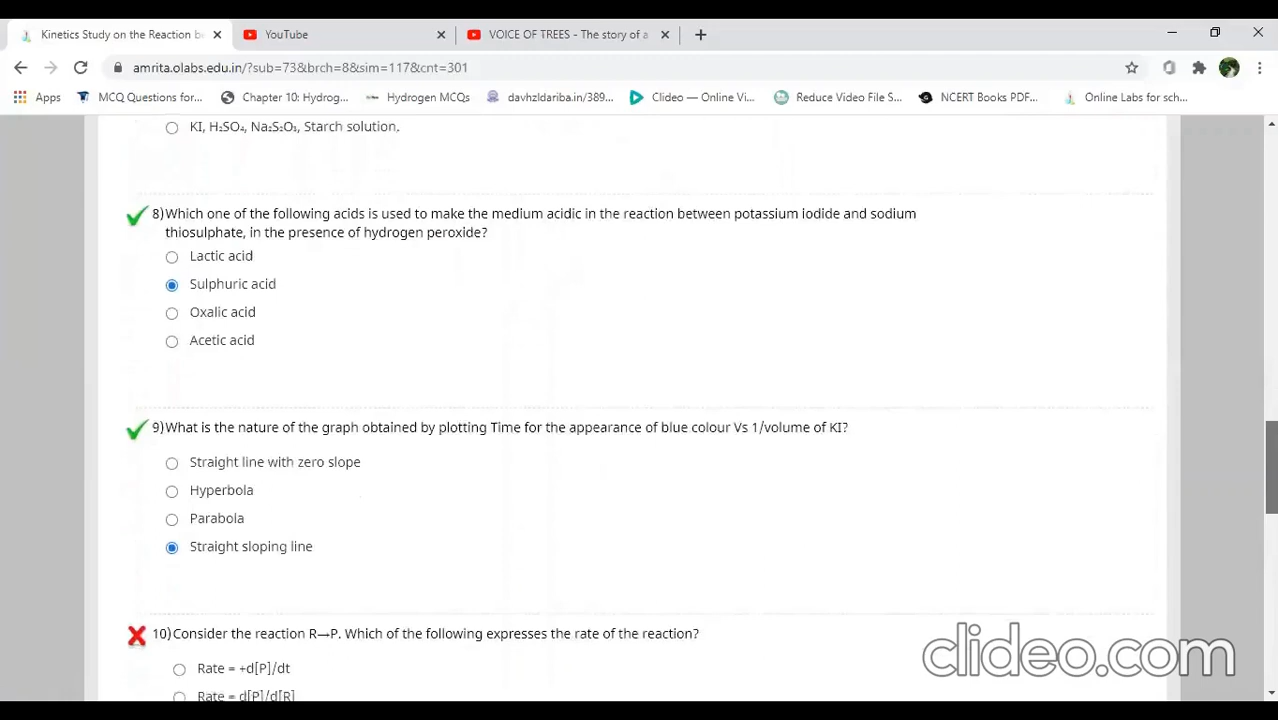 Kinetics Study on the Reaction be
YouTube
VOICE OF TREES - The story of a
amrita.olabs.edu.in/?sub=73&brch=8&sim=117&cnt=301
Apps
MCQ Questions for...
Chapter 10: Hydrog...
Hydrogen MCQs
davhzldariba.in/389...
Clideo — Online Vi...
Reduce Video File S...
NCERT Books PDF...
Online Labs for sch...
KI, H₂SO₄, Na₂S₂O₃, Starch solution.
8)Which one of the following acids is used to make the medium acidic in the reaction between potassium iodide and sodium
thiosulphate, in the presence of hydrogen peroxide?
Lactic acid
Sulphuric acid
Oxalic acid
Acetic acid
9)What is the nature of the graph obtained by plotting Time for the appearance of blue colour Vs 1/volume of KI?
Straight line with zero slope
Hyperbola
Parabola
Straight sloping line
10)Consider the reaction R→P. Which of the following expresses the rate of the reaction?
Rate = +d[P]/dt
Rate = d[P]/d[R]
clideo.com